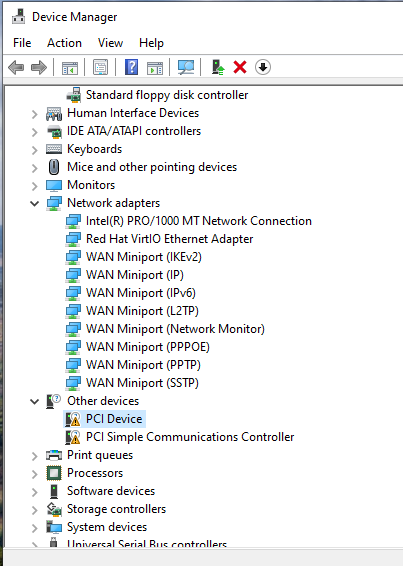 Device Manager
File Action View Help
Standard floppy disk controller
Human Interface Devices
IDE ATA/ATAPI controllers
Keyboards
Mice and other pointing devices
Monitors
Network adapters
Intel(R) PRO/1000 MT Network Connection
Red Hat VirtIO Ethernet Adapter
WAN Miniport (IKEv2)
WAN Miniport (IP)
WAN Miniport (IPv6)
WAN Miniport (L2TP)
WAN Miniport (Network Monitor)
WAN Miniport (PPPOE)
WAN Miniport (PPTP)
WAN Miniport (SSTP)
Other devices
PCI Device
PCI Simple Communications Controller
Print queues
Processors
Software devices
Storage controllers
System devices
Universal Serial Bus controllers